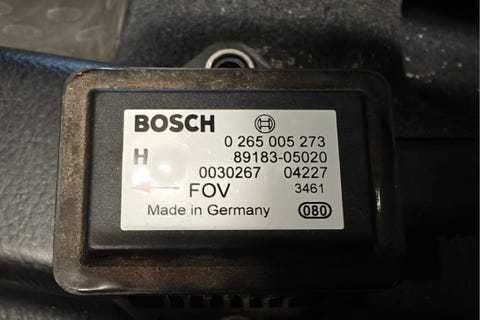 BOSCH
0 265 005 273
H 89183-05020
0030267 04227
FOV 3461
Made in Germany 080